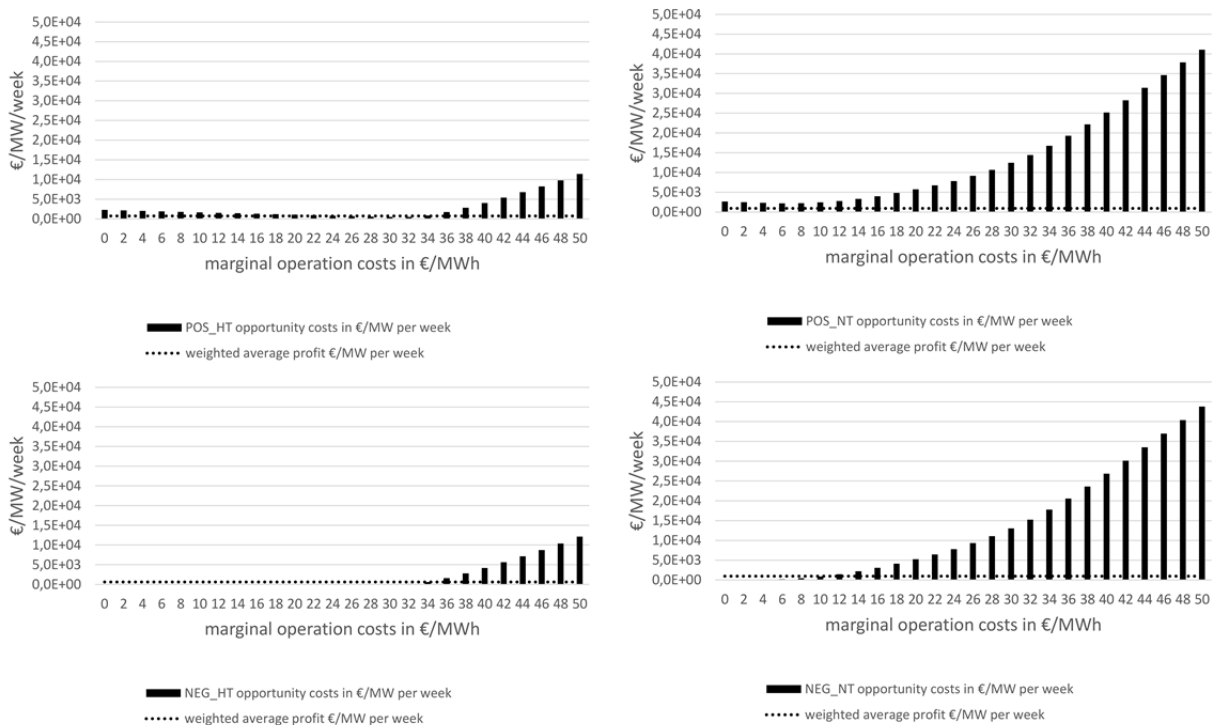 5,0E+04
4,5E+04
4,0E+04
3,5E+04
3,0E+04
2,5E+04
2,0E+04
1,5E+04
1,0E+04
5,0E+03
0,0E+00
€/MW/week
0 2 4 6 8 10 12 14 16 18 20 22 24 26 28 30 32 34 36 38 40 42 44 46 48 50
marginal operation costs in €/MWh
POS_HT opportunity costs in €/MW per week
weighted average profit €/MW per week
5,0E+04
4,5E+04
4,0E+04
3,5E+04
3,0E+04
2,5E+04
2,0E+04
1,5E+04
1,0E+04
5,0E+03
0,0E+00
€/MW/week
0 2 4 6 8 10 12 14 16 18 20 22 24 26 28 30 32 34 36 38 40 42 44 46 48 50
marginal operation costs in €/MWh
POS_NT opportunity costs in €/MW per week
weighted average profit €/MW per week
5,0E+04
4,5E+04
4,0E+04
3,5E+04
3,0E+04
2,5E+04
2,0E+04
1,5E+04
1,0E+04
5,0E+03
0,0E+00
€/MW/week
0 2 4 6 8 10 12 14 16 18 20 22 24 26 28 30 32 34 36 38 40 42 44 46 48 50
marginal operation costs in €/MWh
NEG_HT opportunity costs in €/MW per week
weighted average profit €/MW per week
5,0E+04
4,5E+04
4,0E+04
3,5E+04
3,0E+04
2,5E+04
2,0E+04
1,5E+04
1,0E+04
5,0E+03
0,0E+00
€/MW/week
0 2 4 6 8 10 12 14 16 18 20 22 24 26 28 30 32 34 36 38 40 42 44 46 48 50
marginal operation costs in €/MWh
NEG_NT opportunity costs in €/MW per week
weighted average profit €/MW per week